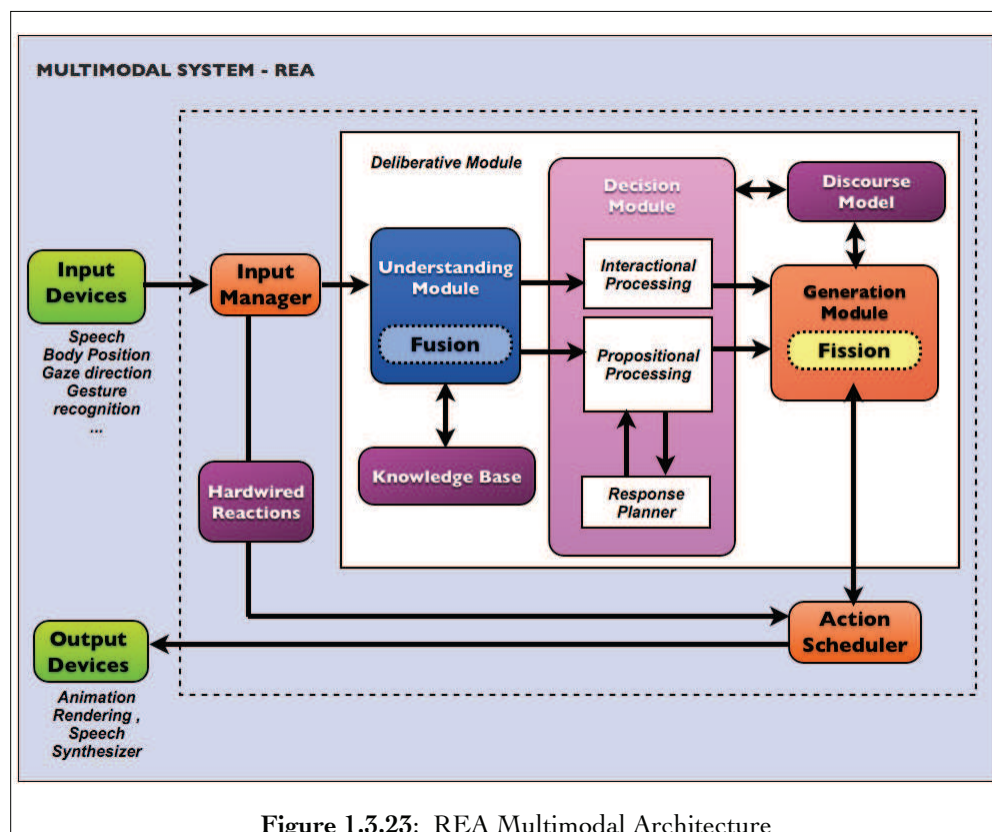 MULTIMODAL SYSTEM - REA
Deliberative Module
Decision
Module
Discourse
Model
Input
Devices
Input
Manager
Understanding
Module
Fusion
Interactional
Processing
Propositional
Processing
Generation
Module
Fission
Speech
Body Position
Gaze direction
Gesture
recognition
...
Hardwired
Reactions
Knowledge Base
Response
Planner
Output
Devices
Action
Scheduler
Animation
Rendering ,
Speech
Synthesizer
Figure 1.3.23: REA Multimodal Architecture